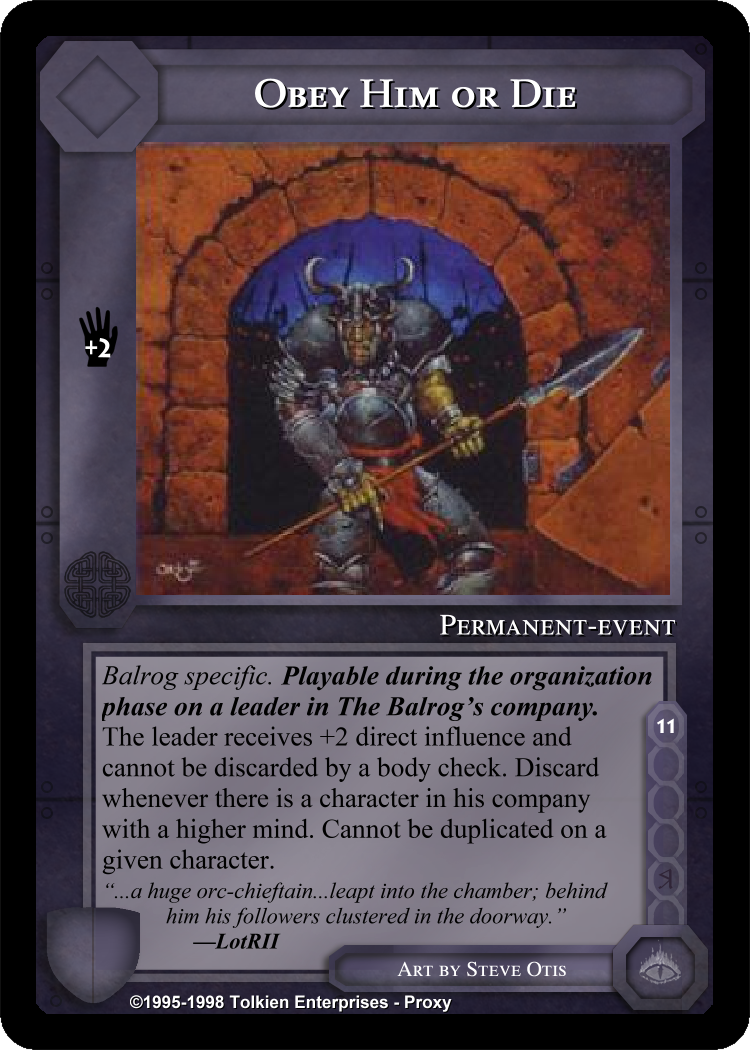 Obey Him or Die
+2
Permanent-event
Balrog specific. Playable during the organization
phase on a leader in The Balrog's company.
The leader receives +2 direct influence and
cannot be discarded by a body check. Discard
whenever there is a character in his company
with a higher mind. Cannot be duplicated on a
given character.
11
"...a huge orc-chieftain...leapt into the chamber; behind
him his followers clustered in the doorway."
—LotRII
Art by Steve Otis
©1995-1998 Tolkien Enterprises - Proxy